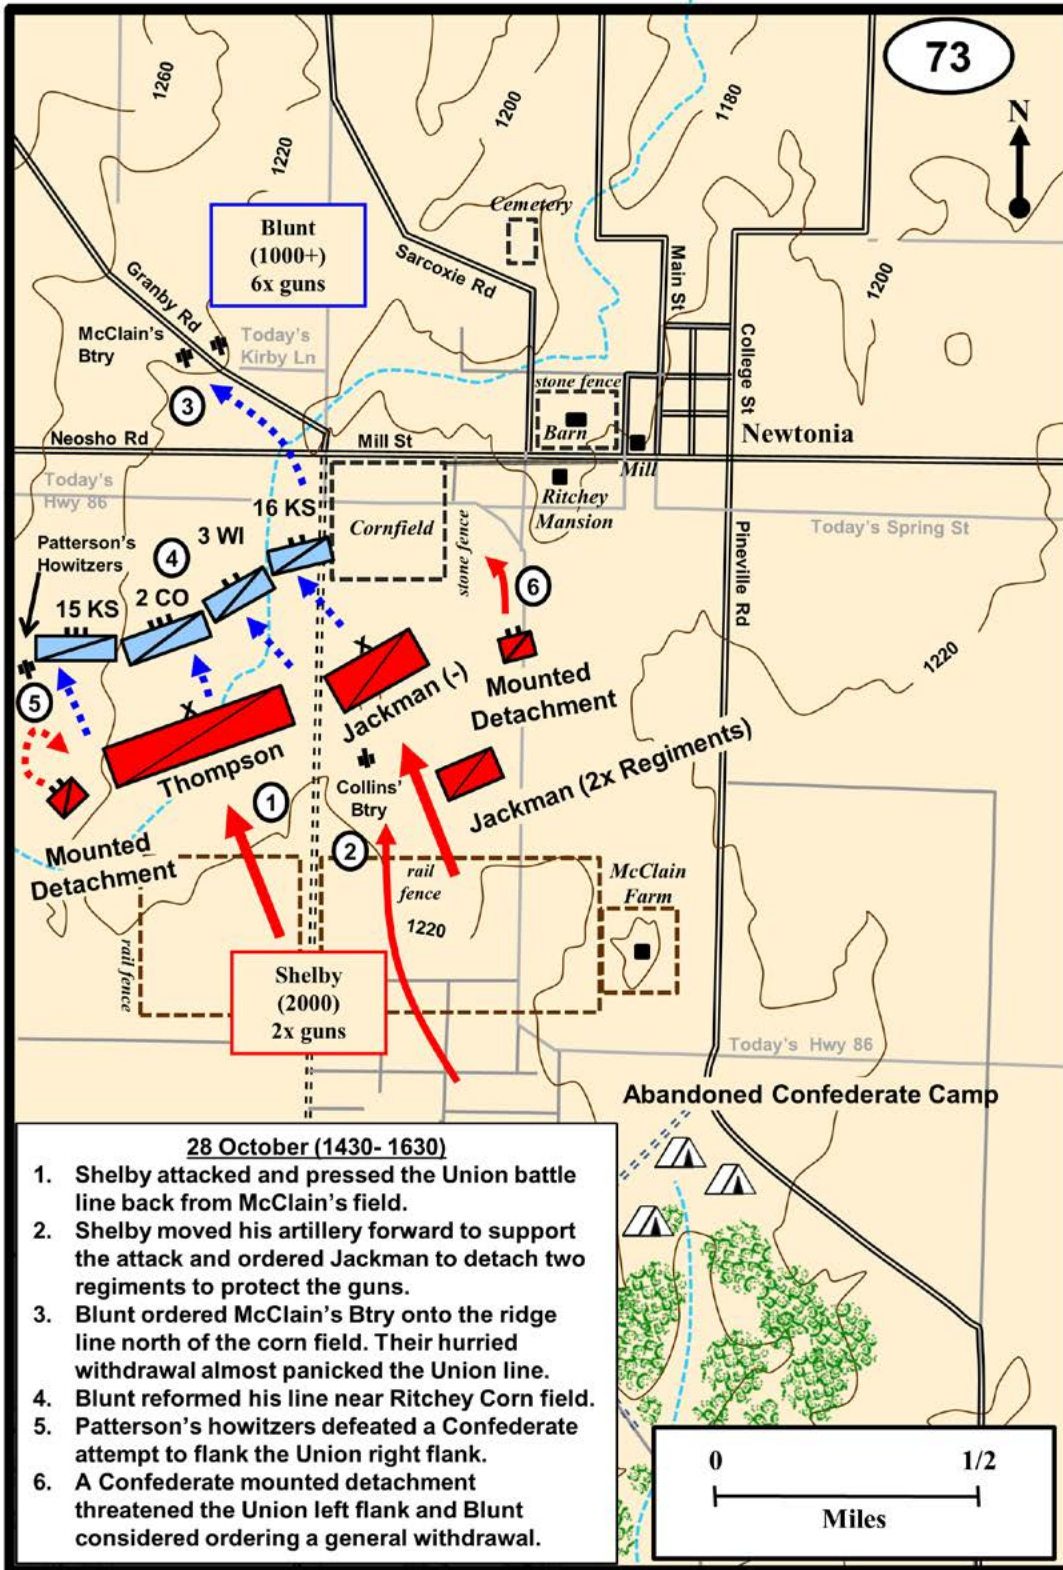 73
N
1260
1220
1200
1180
1200
Cemetery
Blunt
(1000+)
6x guns
Sarcoxie Rd
Main St
Granby Rd
McClain's
Btry
Today's
Kirby Ln
College St
3
stone fence
Barn
Neosho Rd
Mill St
Newtonia
Mill
Today's
Hwy 86
Ritchey
Mansion
16 KS
Cornfield
Today's Spring St
Patterson's
Howitzers
4
3 WI
stone fence
Pineville Rd
6
15 KS
2 CO
1220
5
X
X
Jackman (-)
Mounted
Detachment
Thompson
Collins'
Btry
Jackman (2x Regiments)
1
2
Mounted
Detachment
rail
fence
McClain
Farm
1220
rail fence
Shelby
(2000)
2x guns
Today's Hwy 86
Abandoned Confederate Camp
28 October (1430- 1630)
1. Shelby attacked and pressed the Union battle
line back from McClain's field.
2. Shelby moved his artillery forward to support
the attack and ordered Jackman to detach two
regiments to protect the guns.
3. Blunt ordered McClain's Btry onto the ridge
line north of the corn field. Their hurried
withdrawal almost panicked the Union line.
4. Blunt reformed his line near Ritchey Corn field.
5. Patterson's howitzers defeated a Confederate
attempt to flank the Union right flank.
6. A Confederate mounted detachment
threatened the Union left flank and Blunt
considered ordering a general withdrawal.
0 1/2
Miles